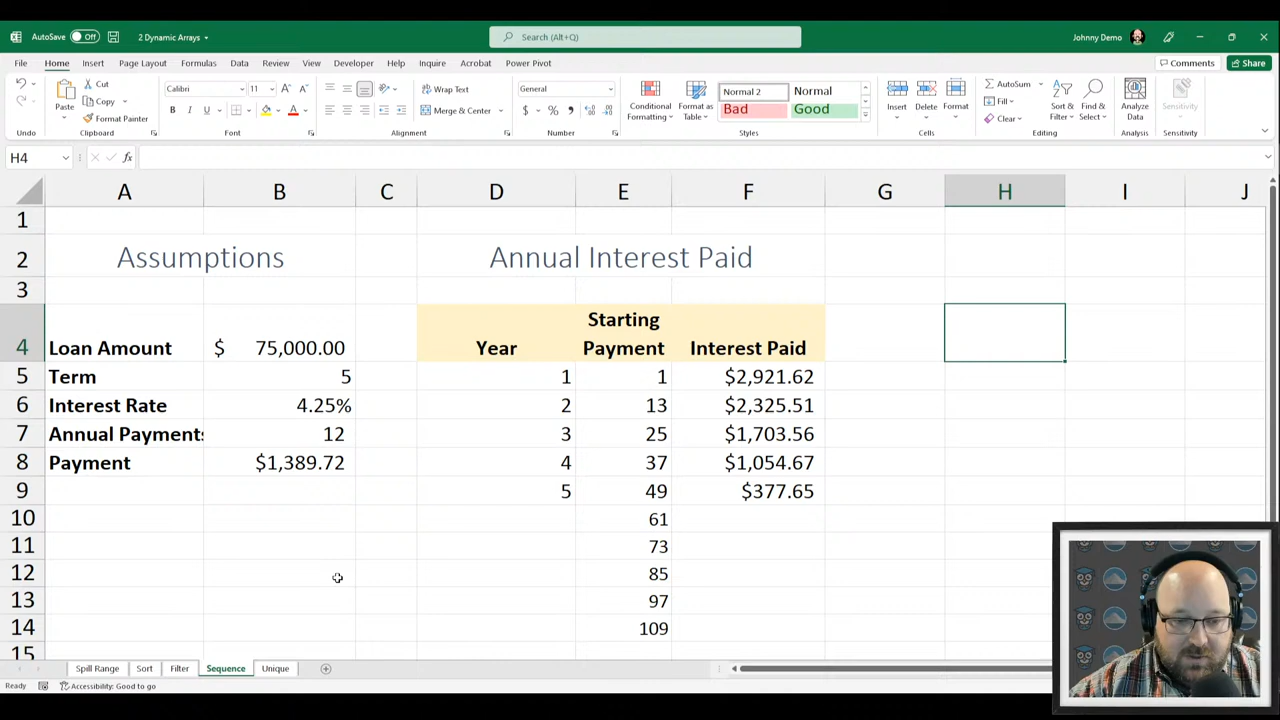 AutoSave Off 2 Dynamic Arrays Search (Alt+Q) Johnny Demo
File Home Insert Page Layout Formulas Data Review View Developer Help Inquire Acrobat Power Pivot Comments Share
Undo
Paste Cut Copy Format Painter Clipboard
Calibri B I U A A Font
Wrap Text Merge & Center Alignment
General $ % , Number
Conditional Formatting Format as Table
Normal 2 Normal Bad Good Styles
Insert Delete Format Cells
AutoSum Fill Clear Sort & Filter Find & Select Editing
Analyze Data Analysis
Sensitivity Sensitivity
H4 fx
A B C D E F G H I J
1
2 Assumptions Annual Interest Paid
3
Starting
4 Loan Amount $ 75,000.00 Year Payment Interest Paid
5 Term 5 1 1 $2,921.62
6 Interest Rate 4.25% 2 13 $2,325.51
7 Annual Payments 12 3 25 $1,703.56
8 Payment $1,389.72 4 37 $1,054.67
9 5 49 $377.65
10 61
11 73
12 85
13 97
14 109
15
Spill Range Sort Filter Sequence Unique
Ready Accessibility: Good to go